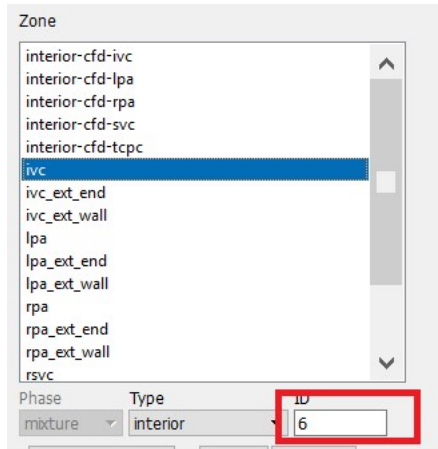 Zone
interior-cfd-ivc
interior-cfd-lpa
interior-cfd-rpa
interior-cfd-svc
interior-cfd-tcpc
ivc
ivc_ext_end
ivc_ext_wall
lpa
lpa_ext_end
lpa_ext_wall
rpa
rpa_ext_end
rpa_ext_wall
rsvc
Phase Type ID
mixture interior 6